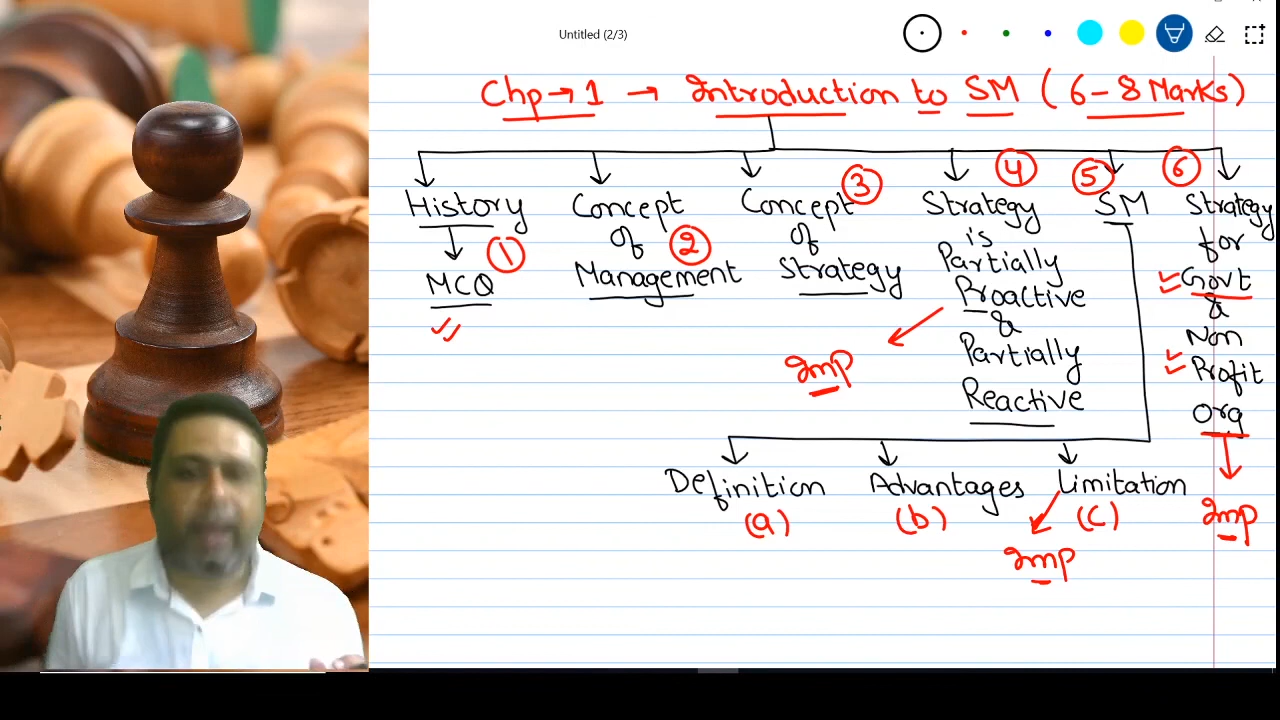 Untitled (2/3)
Chp → 1 → Introduction to SM (6-8 Marks)
History
↓
MCQ
①
Concept
of
Management
②
Concept
of
Strategy
③
Strategy
is
Partially
Proactive
&
Partially
Reactive
④
Imp
SM
⑤
Definition
(a)
Advantages
(b)
Limitation
(c)
Imp
Strategy
for
Govt
&
Non
Profit
Org
⑥
Imp